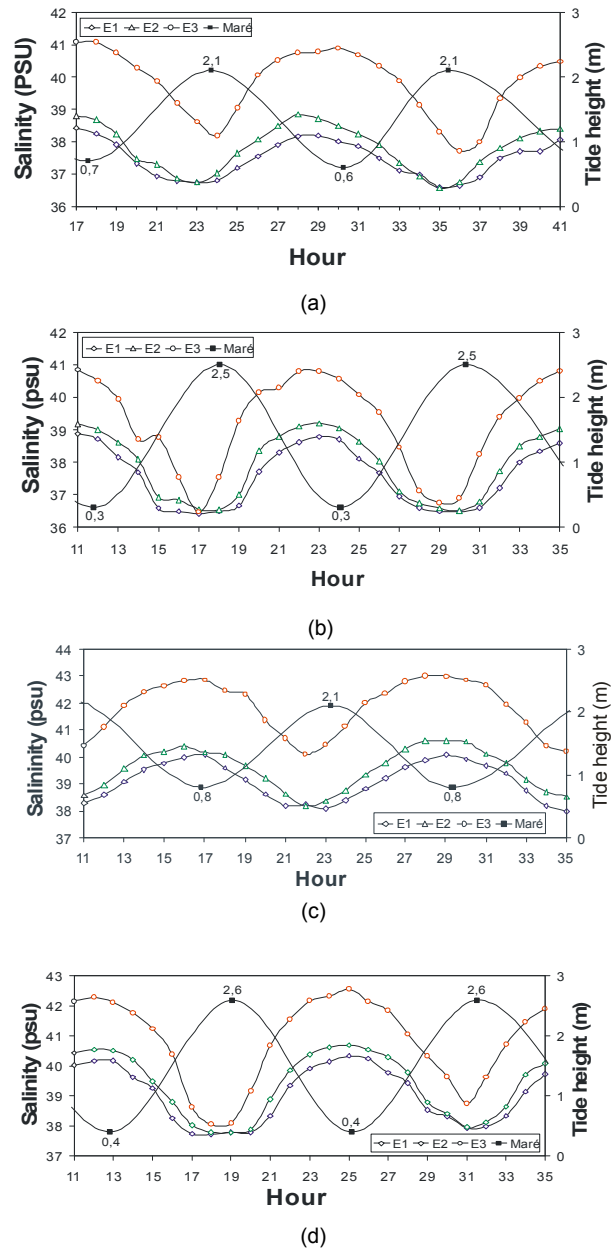 E1 E2 E3 Maré
42
41
40
39
38
37
36
Salinity (PSU)
3
2
1
0
Tide height (m)
2,1
2,1
0,7
0,6
17 19 21 23 25 27 29 31 33 35 37 39 41
Hour
(a)
E1 E2 E3 Maré
42
41
40
39
38
37
36
Salinity (psu)
3
2
1
0
Tide height (m)
2,5
2,5
0,3
0,3
11 13 15 17 19 21 23 25 27 29 31 33 35
Hour
(b)
44
43
42
41
40
39
38
37
Salininity (psu)
3
2
1
0
Tide height (m)
2,1
0,8
0,8
E1 E2 E3 Maré
11 13 15 17 19 21 23 25 27 29 31 33 35
Hour
(c)
43
42
41
40
39
38
37
Salinity (psu)
3
2
1
0
Tide height (m)
2,6
2,6
0,4
0,4
E1 E2 E3 Maré
11 13 15 17 19 21 23 25 27 29 31 33 35
Hour
(d)